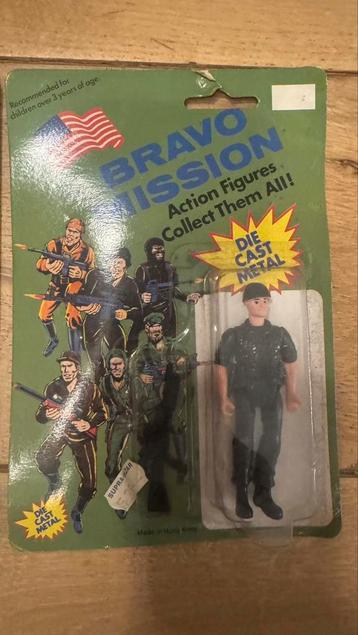 Recommended for
children over 3 years of age.
BRAVO
MISSION
Action Figures
Collect Them All!
DIE
CAST
METAL
DIE
CAST
METAL
Made in Hong Kong